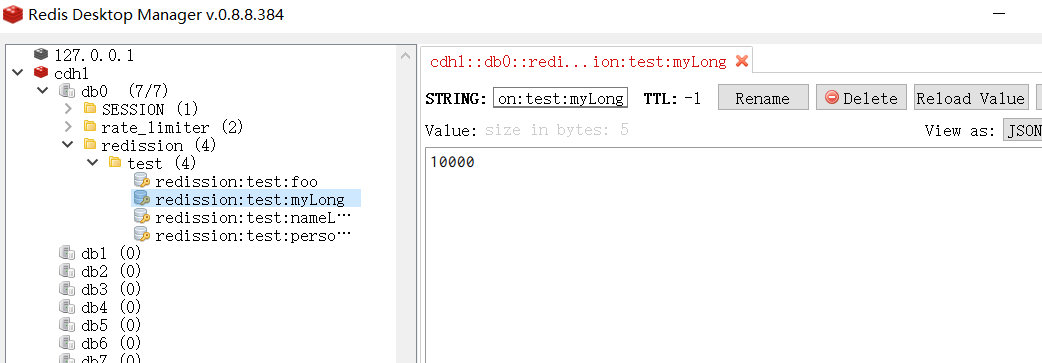 Redis Desktop Manager v.0.8.8.384
127.0.0.1
cdh1
db0 (7/7)
SESSION (1)
rate_limiter (2)
redission (4)
test (4)
redission:test:foo
redission:test:myLong
redission:test:nameL…
redission:test:perso…
db1 (0)
db2 (0)
db3 (0)
db4 (0)
db5 (0)
db6 (0)
db7 (0)
cdh1::db0::redi...ion:test:myLong
STRING: on:test:myLong TTL: -1 Rename Delete Reload Value
Value: size in bytes: 5 View as: JSON
10000